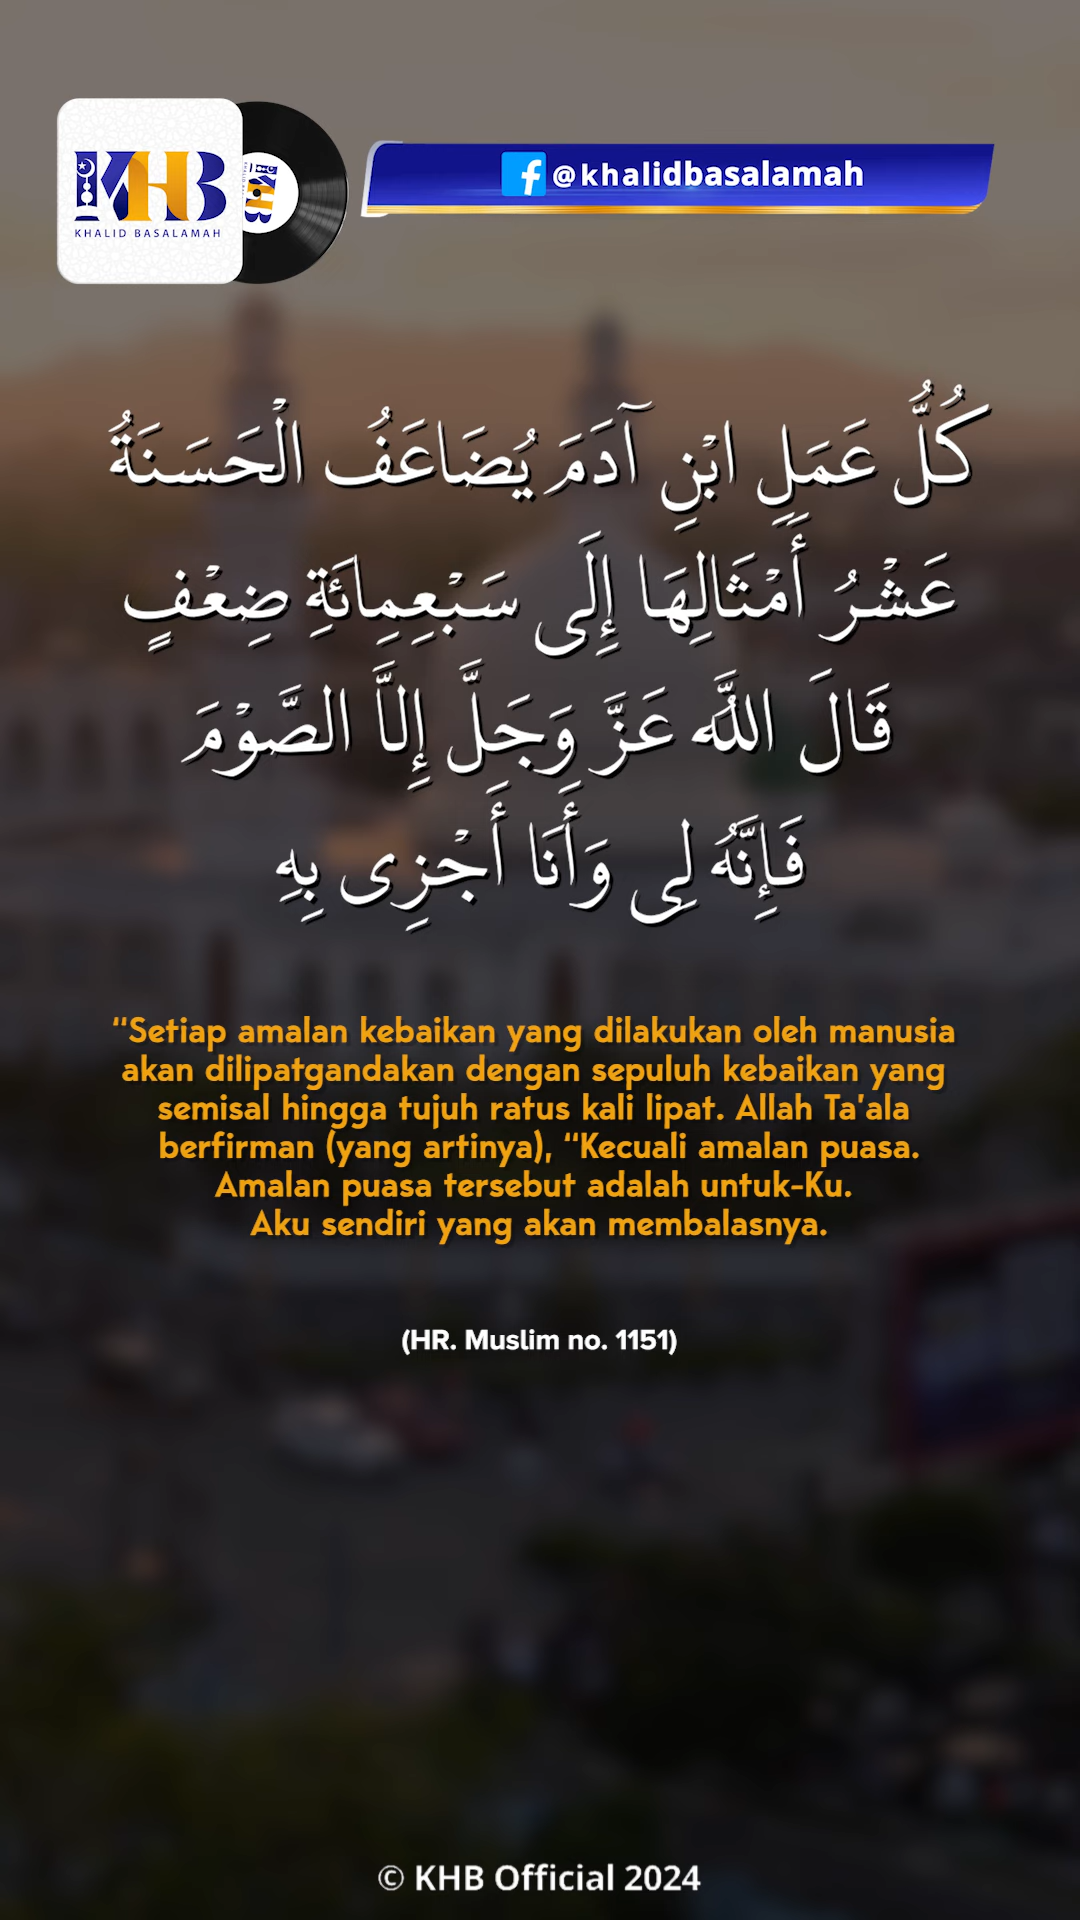 KHB
KHALID BASALAMAH
@khalidbasalamah
كُلُّ عَمَلِ ابْنِ آدَمَ يُضَاعَفُ الْحَسَنَةُ
عَشْرُ أَمْثَالِهَا إِلَى سَبْعِمِائَةِ ضِعْفٍ
قَالَ اللَّهُ عَزَّ وَجَلَّ إِلاَّ الصَّوْمَ
فَإِنَّهُ لِى وَأَنَا أَجْزِى بِهِ
“Setiap amalan kebaikan yang dilakukan oleh manusia
akan dilipatgandakan dengan sepuluh kebaikan yang
semisal hingga tujuh ratus kali lipat. Allah Ta’ala
berfirman (yang artinya), “Kecuali amalan puasa.
Amalan puasa tersebut adalah untuk-Ku.
Aku sendiri yang akan membalasnya.
(HR. Muslim no. 1151)
© KHB Official 2024